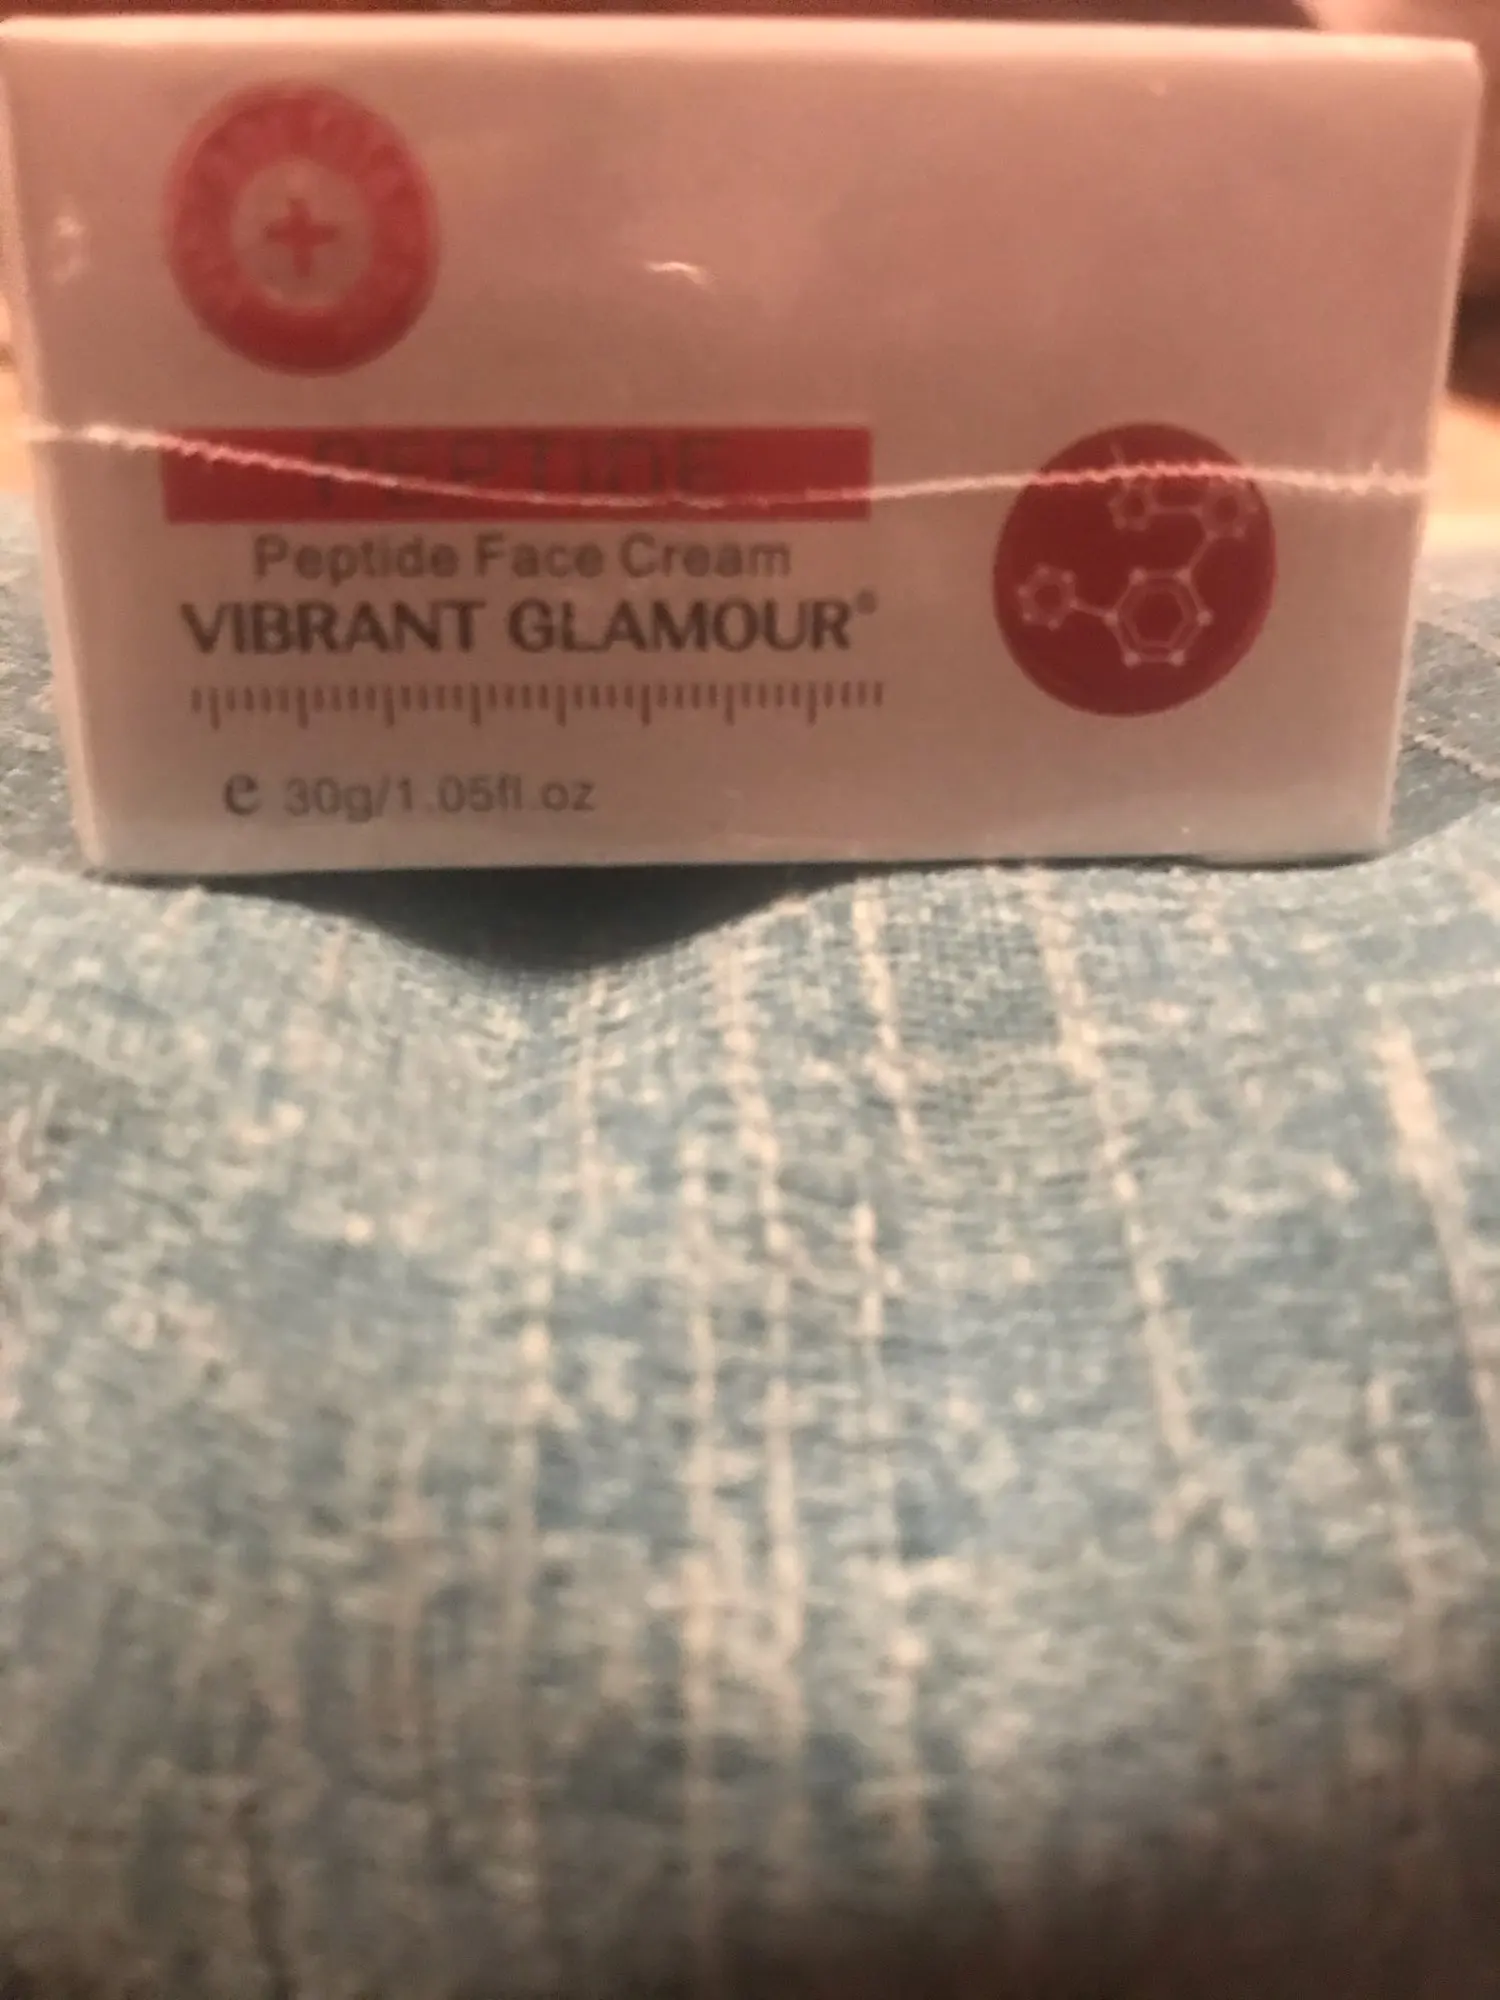 PEPTIDE
Peptide Face Cream
VIBRANT GLAMOUR®
e 30g/1.05fl.oz